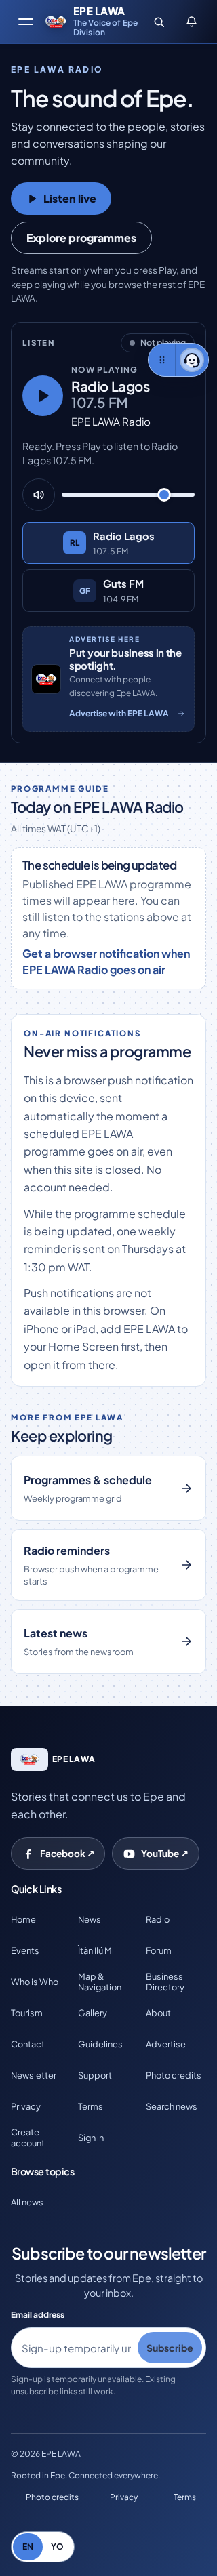 EPE LAWA
The Voice of Epe
Division
EPE LAWA RADIO
The sound of Epe.
Stay connected to the people, stories
and conversations shaping our
community.
Listen live
Explore programmes
Streams start only when you press Play, and
keep playing while you browse the rest of EPE
LAWA.
LISTEN
Not playing
NOW PLAYING
Radio Lagos
107.5 FM
EPE LAWA Radio
Ready. Press Play to listen to Radio
Lagos 107.5 FM.
RL
Radio Lagos
107.5 FM
GF
Guts FM
104.9 FM
ADVERTISE HERE
Put your business in the
spotlight.
Connect with people
discovering Epe LAWA.
Advertise with EPE LAWA →
PROGRAMME GUIDE
Today on EPE LAWA Radio
All times WAT (UTC+1)
The schedule is being updated
Published EPE LAWA programme
times will appear here. You can
still listen to the stations above at
any time.
Get a browser notification when
EPE LAWA Radio goes on air
ON-AIR NOTIFICATIONS
Never miss a programme
This is a browser push notification
on this device, sent
automatically the moment a
scheduled EPE LAWA
programme goes on air, even
when this site is closed. No
account needed.
While the programme schedule
is being updated, one weekly
reminder is sent on Thursdays at
1:30 pm WAT.
Push notifications are not
available in this browser. On
iPhone or iPad, add EPE LAWA to
your Home Screen first, then
open it from there.
MORE FROM EPE LAWA
Keep exploring
Programmes & schedule
Weekly programme grid
→
Radio reminders
Browser push when a programme
starts
→
Latest news
Stories from the newsroom
→
EPE LAWA
Stories that connect us to Epe and
each other.
Facebook ↗
YouTube ↗
Quick Links
Home
News
Radio
Events
Ìtàn Ilú Mi
Forum
Who is Who
Map &
Navigation
Business
Directory
Tourism
Gallery
About
Contact
Guidelines
Advertise
Newsletter
Support
Photo credits
Privacy
Terms
Search news
Create
account
Sign in
Browse topics
All news
Subscribe to our newsletter
Stories and updates from Epe, straight to
your inbox.
Email address
Sign-up temporarily ur
Subscribe
Sign-up is temporarily unavailable. Existing
unsubscribe links still work.
© 2026 EPE LAWA
Rooted in Epe. Connected everywhere.
Photo credits
Privacy
Terms
EN
YO